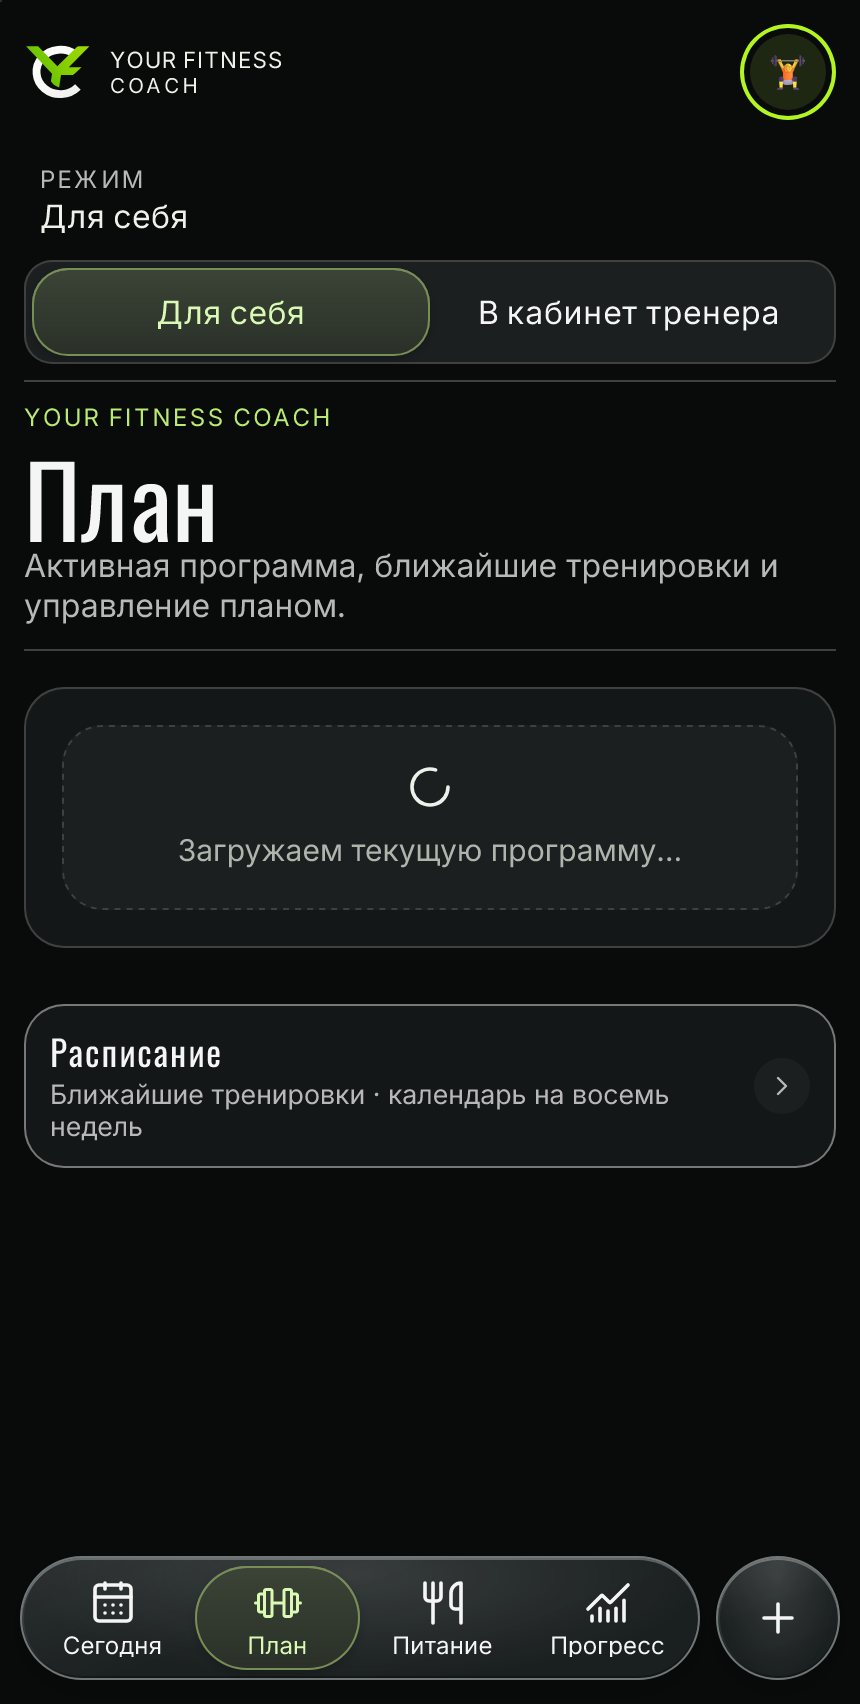 YOUR FITNESS
COACH
РЕЖИМ
Для себя
Для себя
В кабинет тренера
YOUR FITNESS COACH
План
Активная программа, ближайшие тренировки и
управление планом.
Загружаем текущую программу...
Расписание
Ближайшие тренировки · календарь на восемь
недель
Сегодня
План
Питание
Прогресс